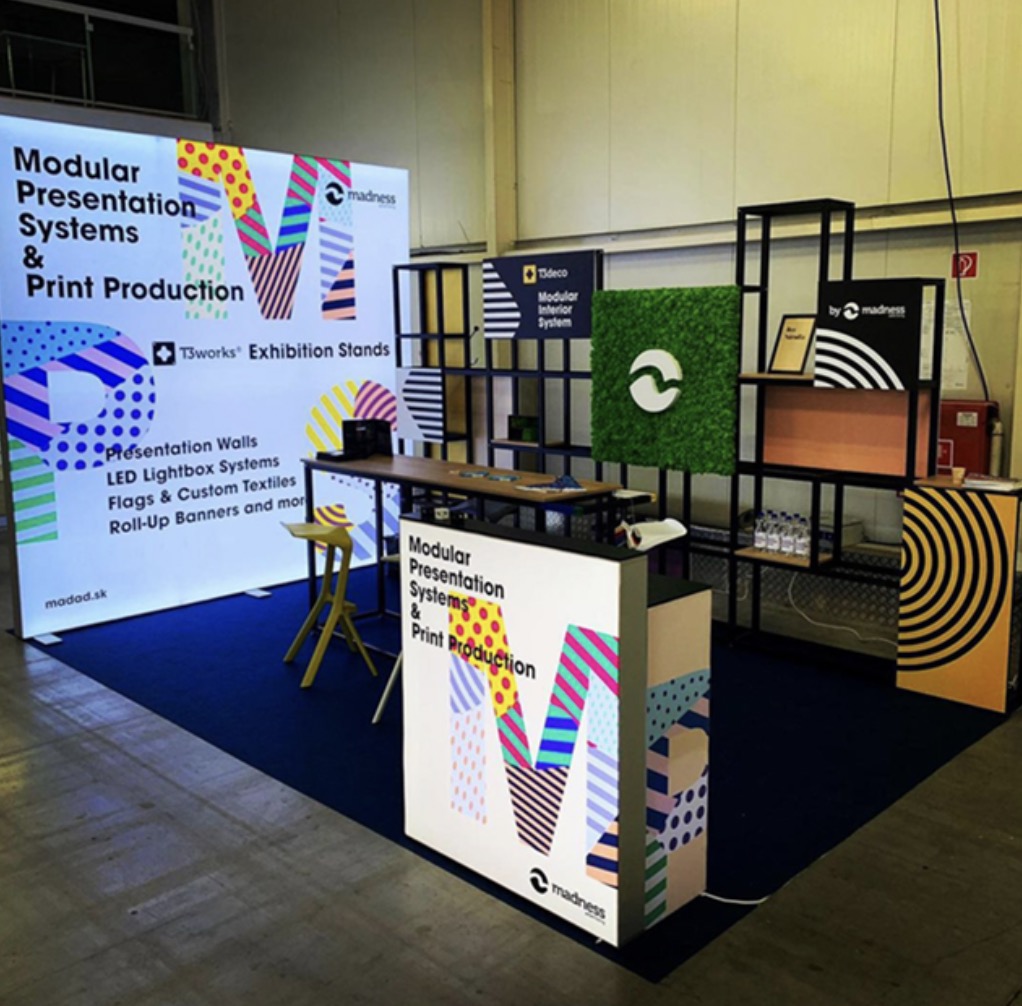 Modular
Presentation
Systems
&
Print Production
madness
T3works® Exhibition Stands
Presentation Walls
LED Lightbox Systems
Flags & Custom Textiles
Roll-Up Banners and mor
madad.sk
T3deco
Modular
Interior
System
by madness
Modular
Presentation
Systems
&
Print Production
madness